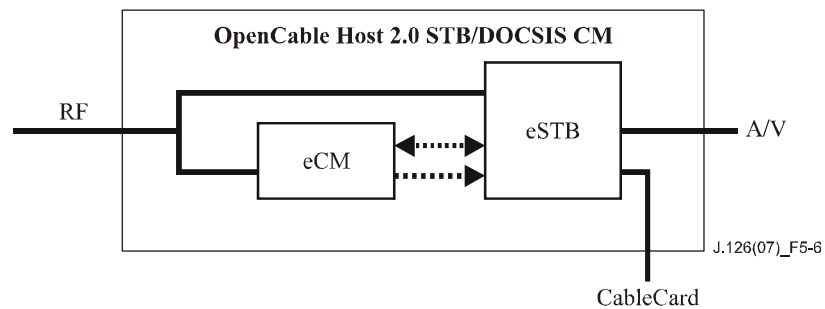 OpenCable Host 2.0 STB/DOCSIS CM
RF
eSTB
A/V
eCM
J.126(07)_F5-6
CableCard